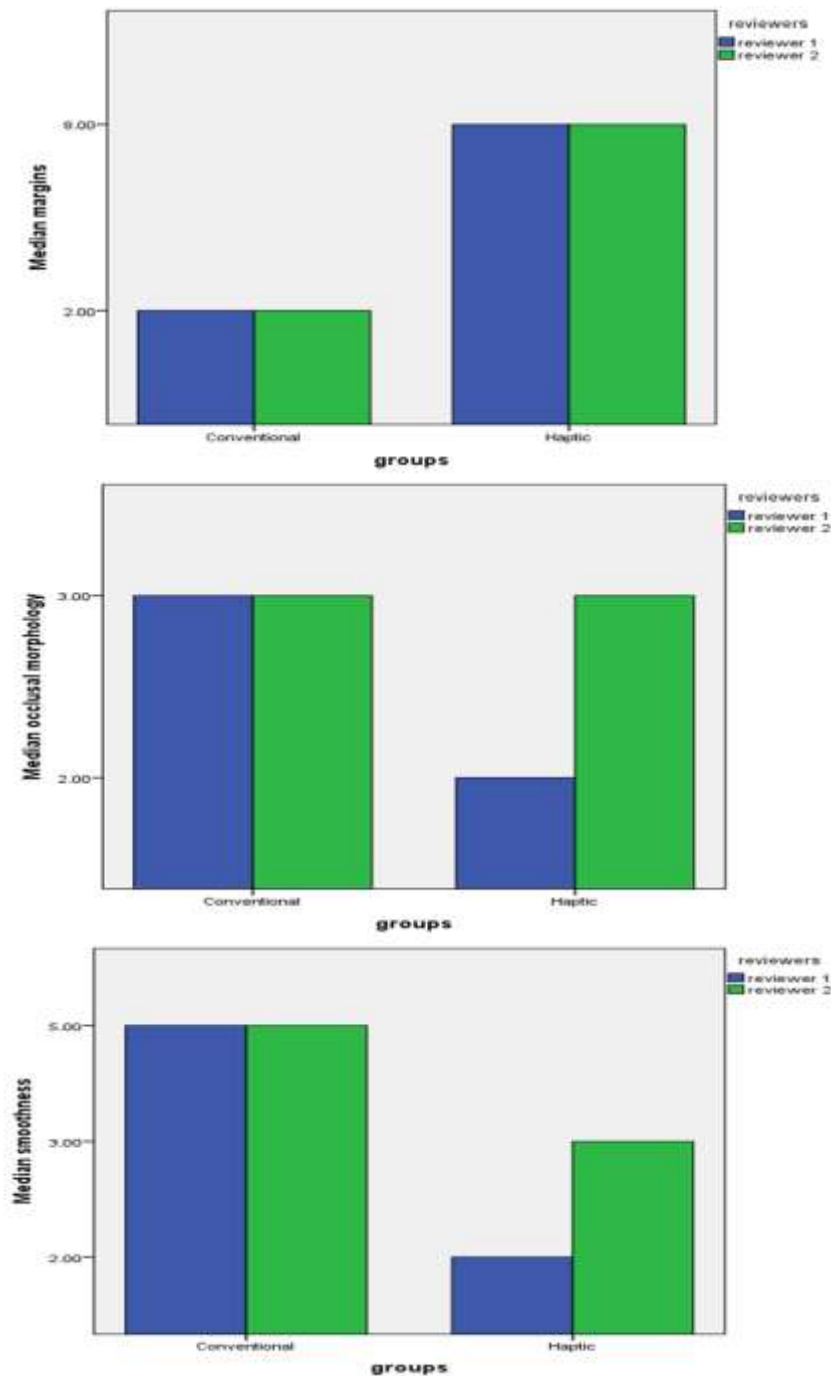 reviewers
reviewer 1
reviewer 2
Median margins
2.00
Conventional
Haptic
groups
reviewers
reviewer 1
reviewer 2
Median occlusal morphology
3.00
2.00
Conventional
Haptic
groups
reviewers
reviewer 1
reviewer 2
Median smoothness
5.00
3.00
2.00
Conventional
Haptic
groups